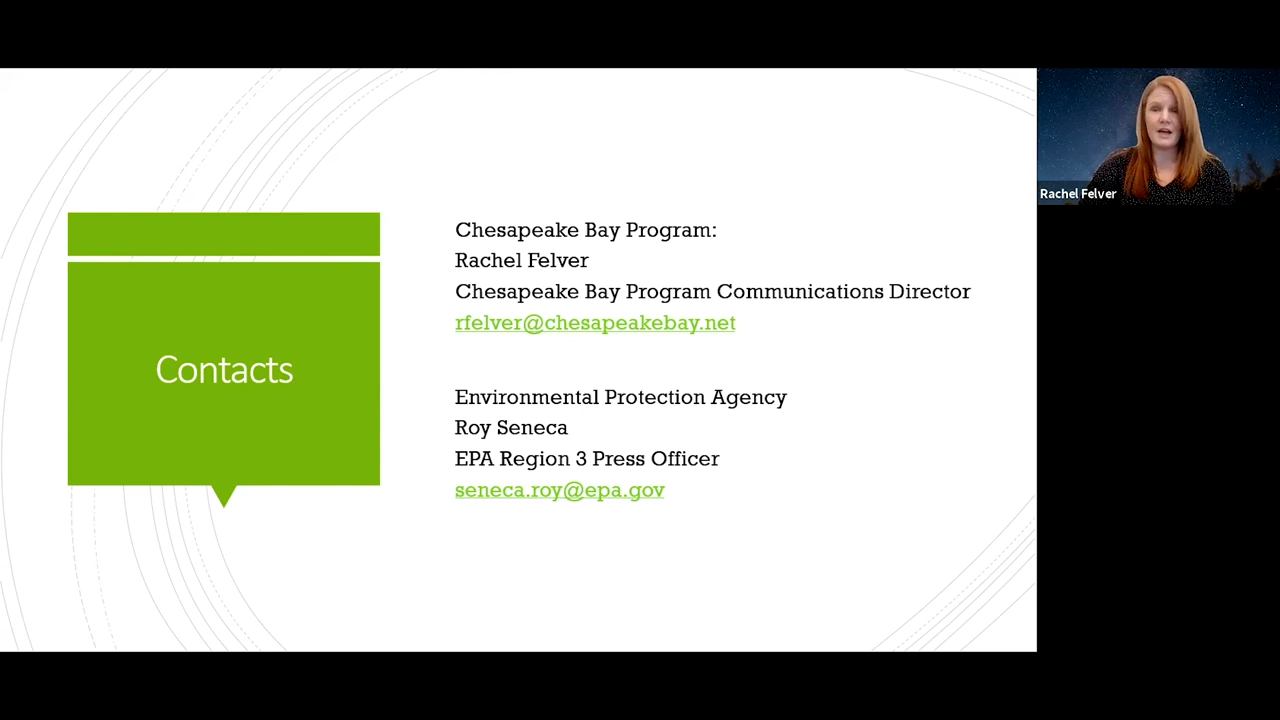 Contacts
Chesapeake Bay Program:
Rachel Felver
Chesapeake Bay Program Communications Director
rfelver@chesapeakebay.net
Environmental Protection Agency
Roy Seneca
EPA Region 3 Press Officer
seneca.roy@epa.gov
Rachel Felver